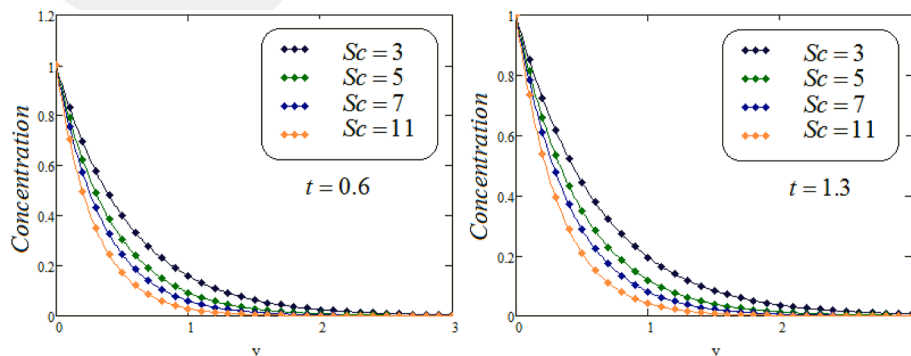 1.2
1
0.8
0.6
0.4
0.2
0
0
1
2
3
Concentration
y
Sc = 3
Sc = 5
Sc = 7
Sc = 11
t = 0.6
1
0.8
0.6
0.4
0.2
0
0
1
2
Concentration
y
Sc = 3
Sc = 5
Sc = 7
Sc = 11
t = 1.3